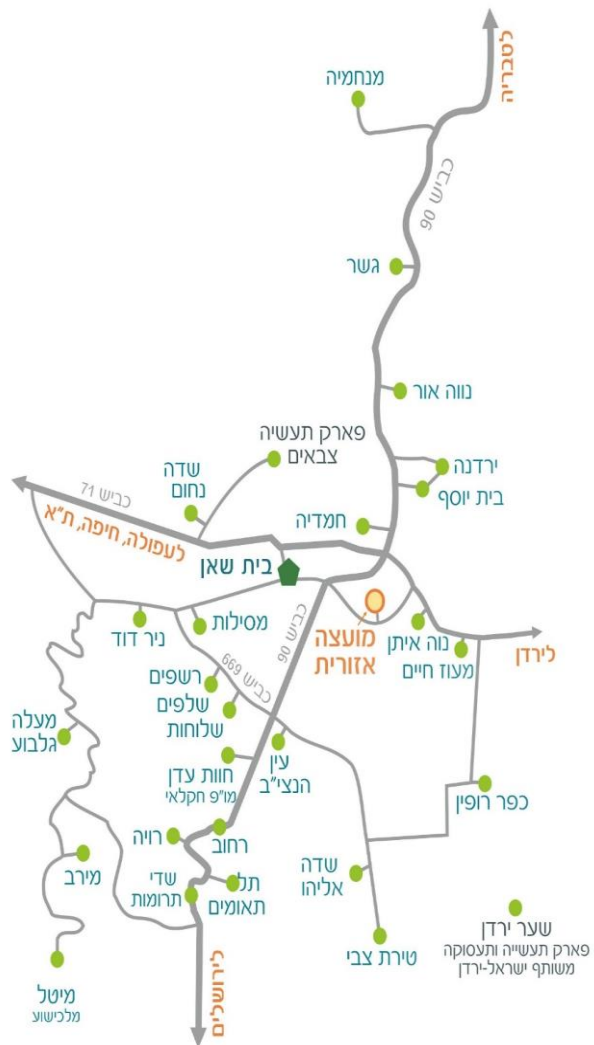 לטבריה
מנחמיה
כביש 90
גשר
נווה אור
פארק תעשיה
צבאים
שדה
נחום
ירדנה
בית יוסף
כביש 71
לעפולה, חיפה, ת"א
חמדיה
בית שאן
מועצה
אזורית
נוה איתן
מעוז חיים
לירדן
ניר דוד
מסילות
כביש 90
כביש 669
רשפים
שלפים
שלוחות
מעלה
גלבוע
עין
הנצי"ב
חוות עדן
מו"פ חקלאי
כפר רופין
רויה
רחוב
שדה
אליהו
מירב
שדי
תרומות
תל
תאומים
טירת צבי
שער ירדן
פארק תעשייה ותעסוקה
משותף ישראל-ירדן
מיטל
מלכישוע
לירושלים